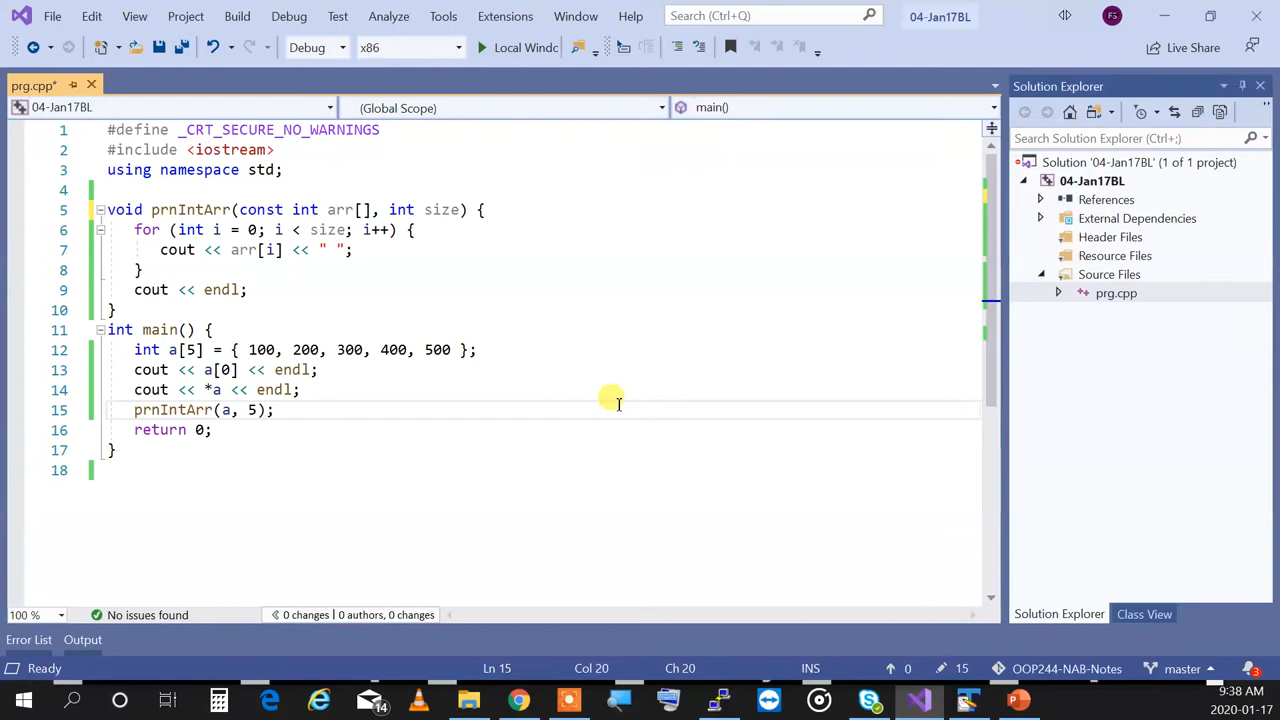 File Edit View Project Build Debug Test Analyze Tools Extensions Window Help Search (Ctrl+Q) 04-Jan17BL FS
Debug x86 Local Windc Live Share
prg.cpp*
04-Jan17BL (Global Scope) main()
1 #define _CRT_SECURE_NO_WARNINGS
2 #include <iostream>
3 using namespace std;
4
5 void prnIntArr(const int arr[], int size) {
6 for (int i = 0; i < size; i++) {
7 cout << arr[i] << " ";
8 }
9 cout << endl;
10 }
11 int main() {
12 int a[5] = { 100, 200, 300, 400, 500 };
13 cout << a[0] << endl;
14 cout << *a << endl;
15 prnIntArr(a, 5);
16 return 0;
17 }
18
100 % No issues found 0 changes | 0 authors, 0 changes
Solution Explorer
Search Solution Explorer (Ctrl+;)
Solution '04-Jan17BL' (1 of 1 project)
04-Jan17BL
References
External Dependencies
Header Files
Resource Files
Source Files
prg.cpp
Solution Explorer Class View
Error List Output
Ready Ln 15 Col 20 Ch 20 INS 0 15 OOP244-NAB-Notes master 3
14
9:38 AM
2020-01-17